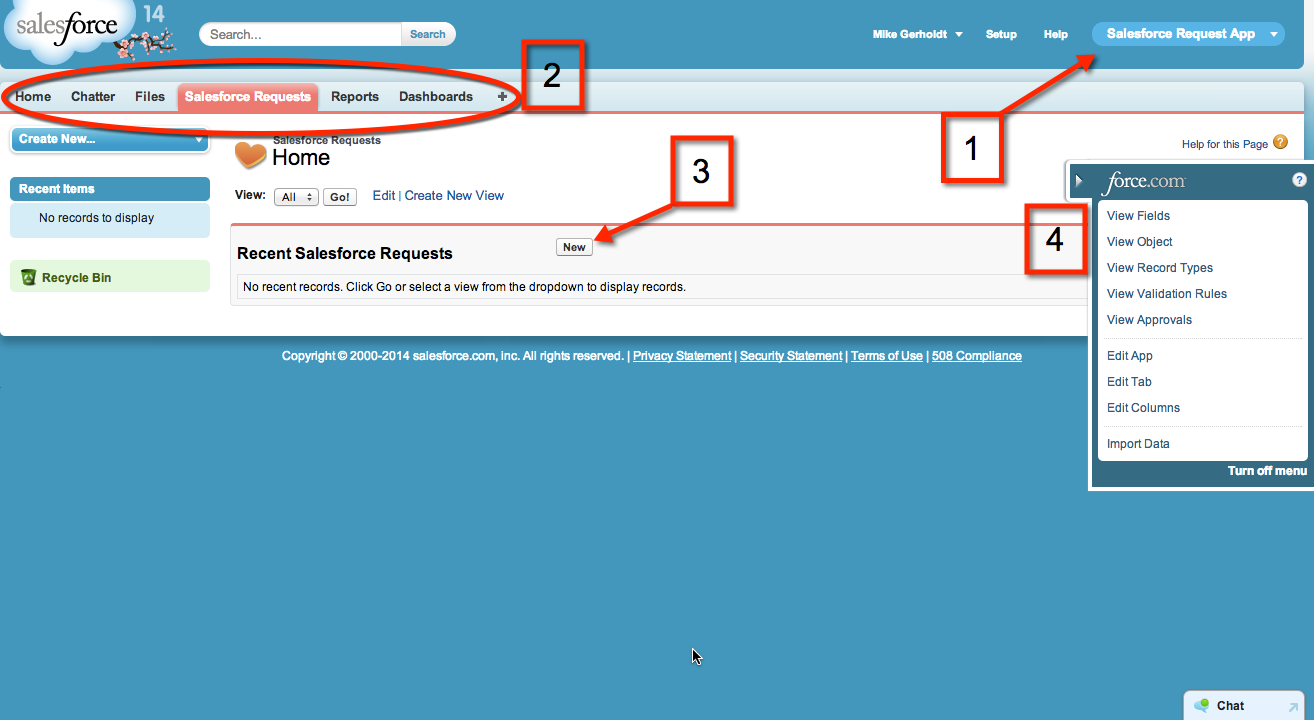 salesforce
14
Search...
Search
Mike Gerholdt
Setup
Help
Salesforce Request App
2
1
Home
Chatter
Files
Salesforce Requests
Reports
Dashboards
+
Create New...
Salesforce Requests
Home
3
Help for this Page ?
Recent Items
No records to display
View: All Go! Edit | Create New View
force.com ?
4
View Fields
View Object
View Record Types
View Validation Rules
View Approvals
Edit App
Edit Tab
Edit Columns
Import Data
Turn off menu
Recent Salesforce Requests
New
No recent records. Click Go or select a view from the dropdown to display records.
Recycle Bin
Copyright © 2000-2014 salesforce.com, inc. All rights reserved. | Privacy Statement | Security Statement | Terms of Use | 508 Compliance
Chat